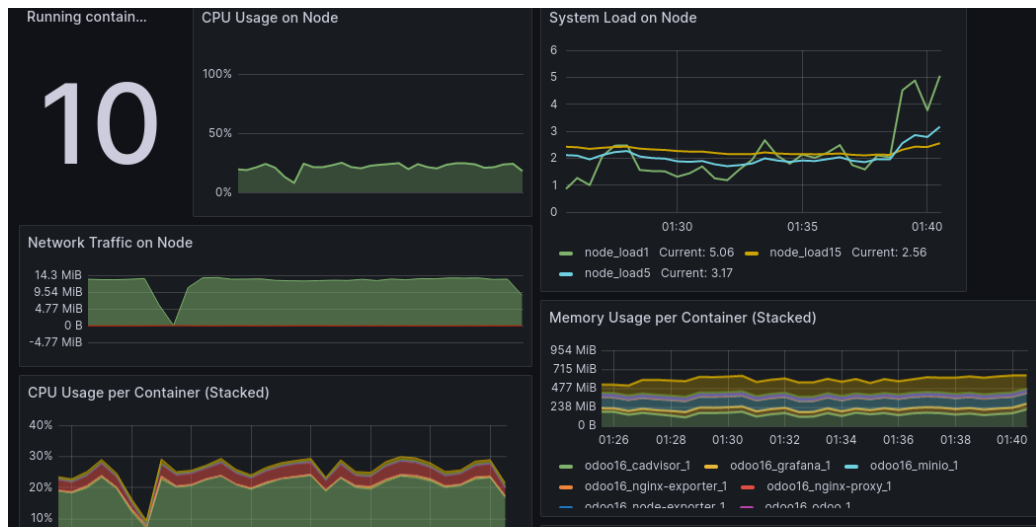 Running contain...
10
CPU Usage on Node
100%
50%
0%
System Load on Node
6
5
4
3
2
1
0
01:30 01:35 01:40
node_load1 Current: 5.06 node_load15 Current: 2.56
node_load5 Current: 3.17
Network Traffic on Node
14.3 MiB
9.54 MiB
4.77 MiB
0 B
-4.77 MiB
Memory Usage per Container (Stacked)
954 MiB
715 MiB
477 MiB
238 MiB
0 B
01:26 01:28 01:30 01:32 01:34 01:36 01:38 01:40
odoo16_cadvisor_1 odoo16_grafana_1 odoo16_minio_1
odoo16_nginx-exporter_1 odoo16_nginx-proxy_1
odoo16_node-exporter_1 odoo16_odoo_1
CPU Usage per Container (Stacked)
40%
30%
20%
10%